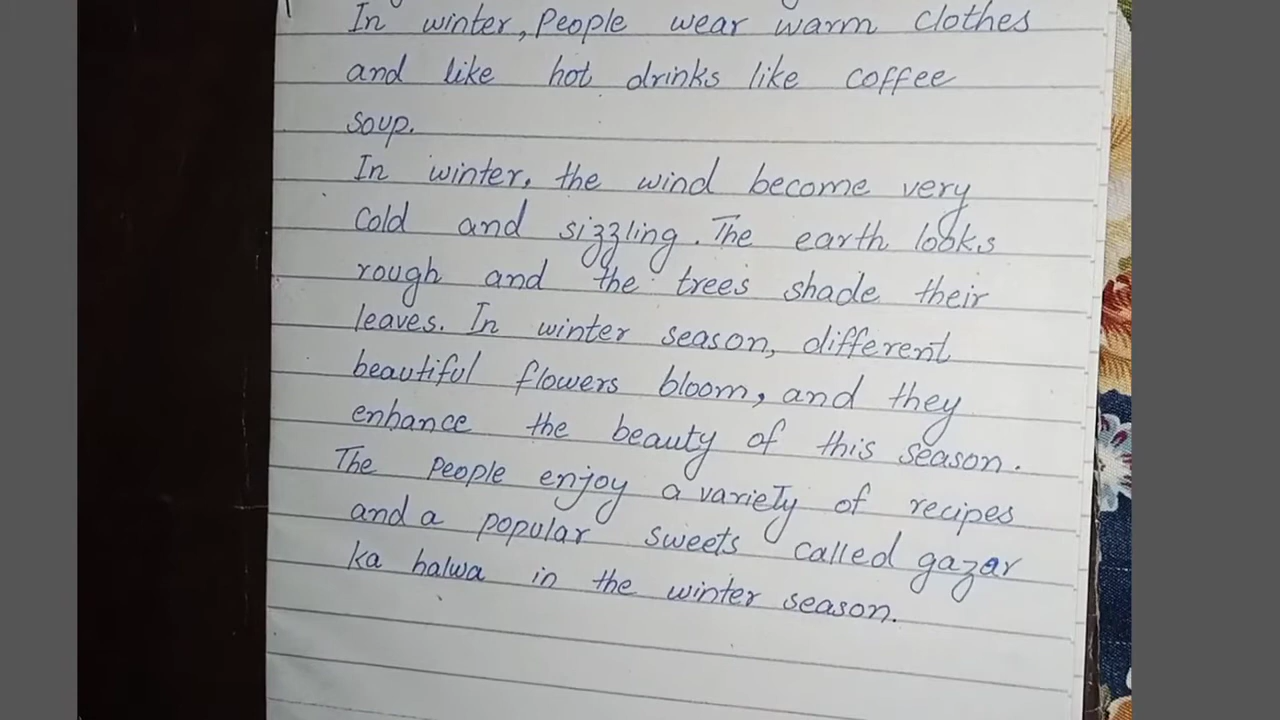 In winter, People wear warm clothes
and like hot drinks like coffee
soup.
In winter, the wind become very
cold and sizzling. The earth looks
rough and the trees shade their
leaves. In winter season, different
beautiful flowers bloom, and they
enhance the beauty of this season.
The People enjoy a variety of recipes
and a popular sweets called gazar
ka halwa in the winter season.